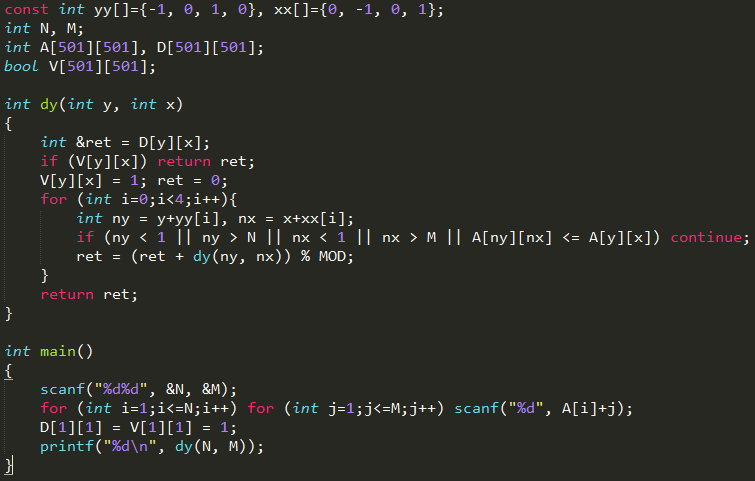 const int yy[]={-1, 0, 1, 0}, xx[]={0, -1, 0, 1};
int N, M;
int A[501][501], D[501][501];
bool V[501][501];

int dy(int y, int x)
{
    int &ret = D[y][x];
    if (V[y][x]) return ret;
    V[y][x] = 1; ret = 0;
    for (int i=0;i<4;i++){
        int ny = y+yy[i], nx = x+xx[i];
        if (ny < 1 || ny > N || nx < 1 || nx > M || A[ny][nx] <= A[y][x]) continue;
        ret = (ret + dy(ny, nx)) % MOD;
    }
    return ret;
}

int main()
{
    scanf("%d%d", &N, &M);
    for (int i=1;i<=N;i++) for (int j=1;j<=M;j++) scanf("%d", A[i]+j);
    D[1][1] = V[1][1] = 1;
    printf("%d\n", dy(N, M));
}